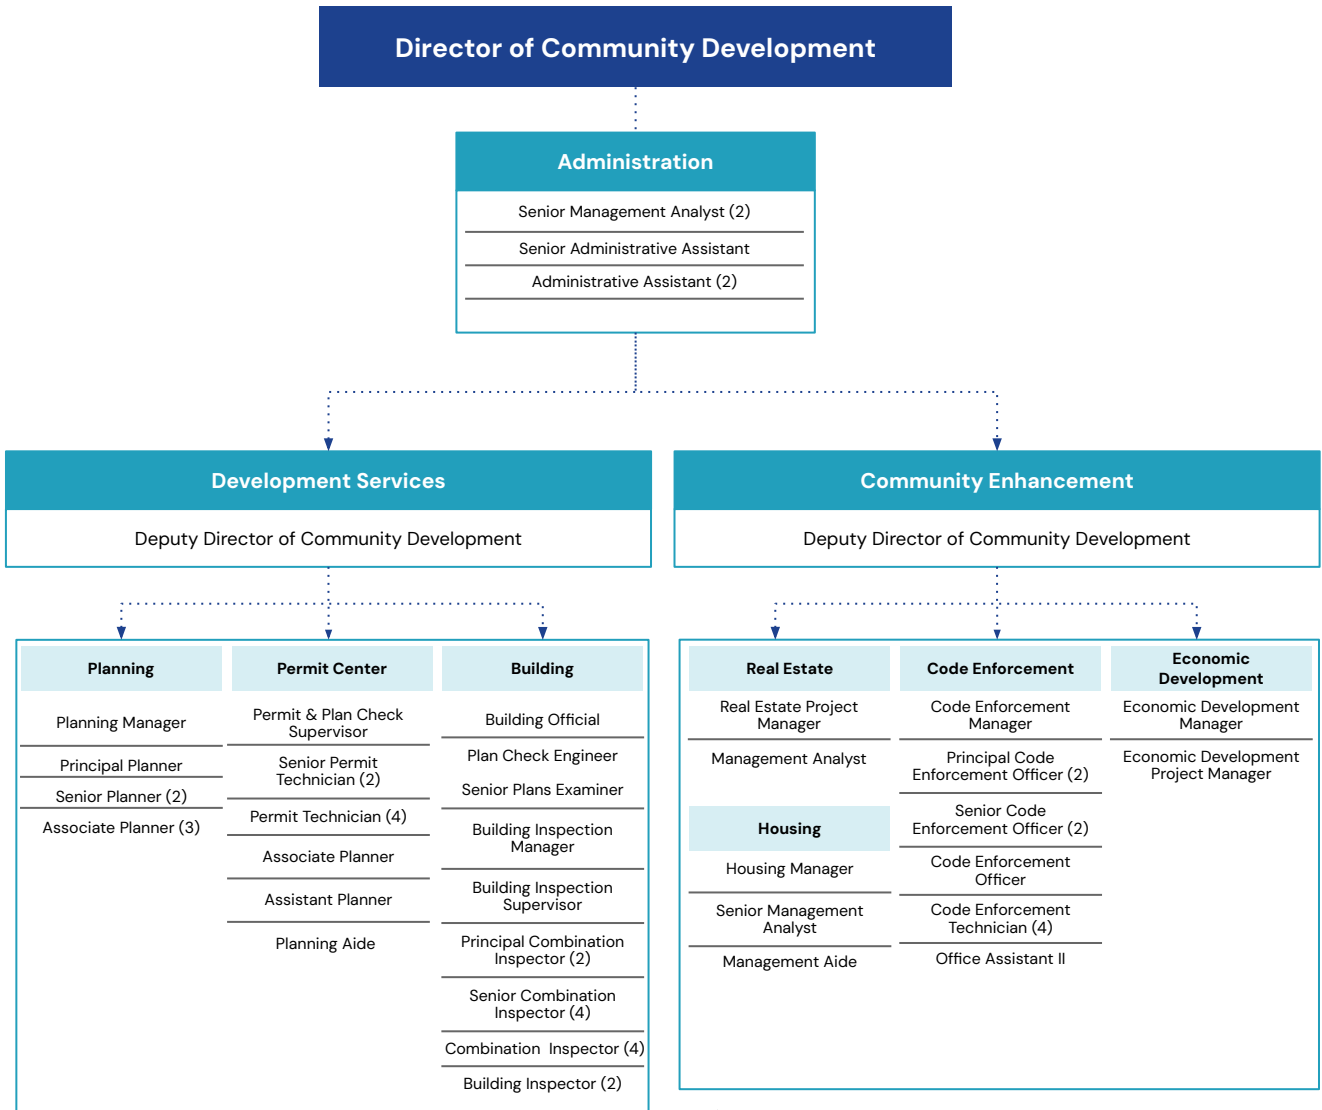 Director of Community Development
Administration
Senior Management Analyst (2)
Senior Administrative Assistant
Administrative Assistant (2)
Development Services
Deputy Director of Community Development
Community Enhancement
Deputy Director of Community Development
Planning
Planning Manager
Principal Planner
Senior Planner (2)
Associate Planner (3)
Permit Center
Permit & Plan Check
Supervisor
Senior Permit
Technician (2)
Permit Technician (4)
Associate Planner
Assistant Planner
Planning Aide
Building
Building Official
Plan Check Engineer
Senior Plans Examiner
Building Inspection
Manager
Building Inspection
Supervisor
Principal Combination
Inspector (2)
Senior Combination
Inspector (4)
Combination  Inspector (4)
Building Inspector (2)
Real Estate
Real Estate Project
Manager
Management Analyst
Housing
Housing Manager
Senior Management
Analyst
Management Aide
Code Enforcement
Code Enforcement
Manager
Principal Code
Enforcement Officer (2)
Senior Code
Enforcement Officer (2)
Code Enforcement
Officer
Code Enforcement
Technician (4)
Office Assistant II
Economic
Development
Economic Development
Manager
Economic Development
Project Manager